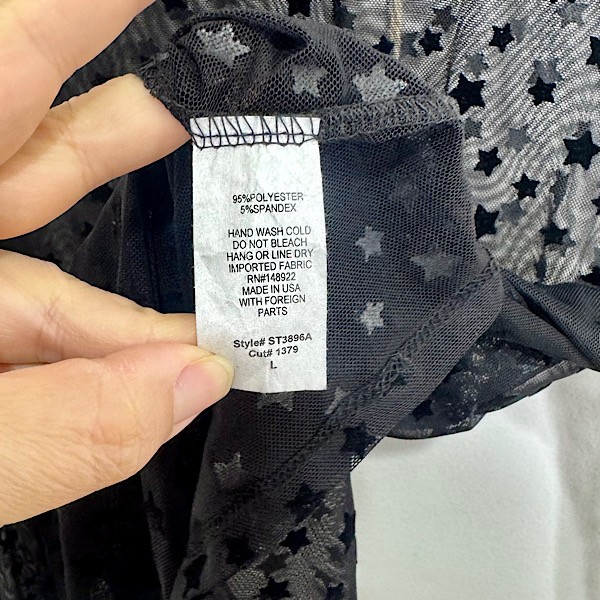 95%POLYESTER
5%SPANDEX
HAND WASH COLD
DO NOT BLEACH
HANG OR LINE DRY
IMPORTED FABRIC
RN#148922
MADE IN USA
WITH FOREIGN
PARTS
Style# ST3896A
Cut# 1379
L